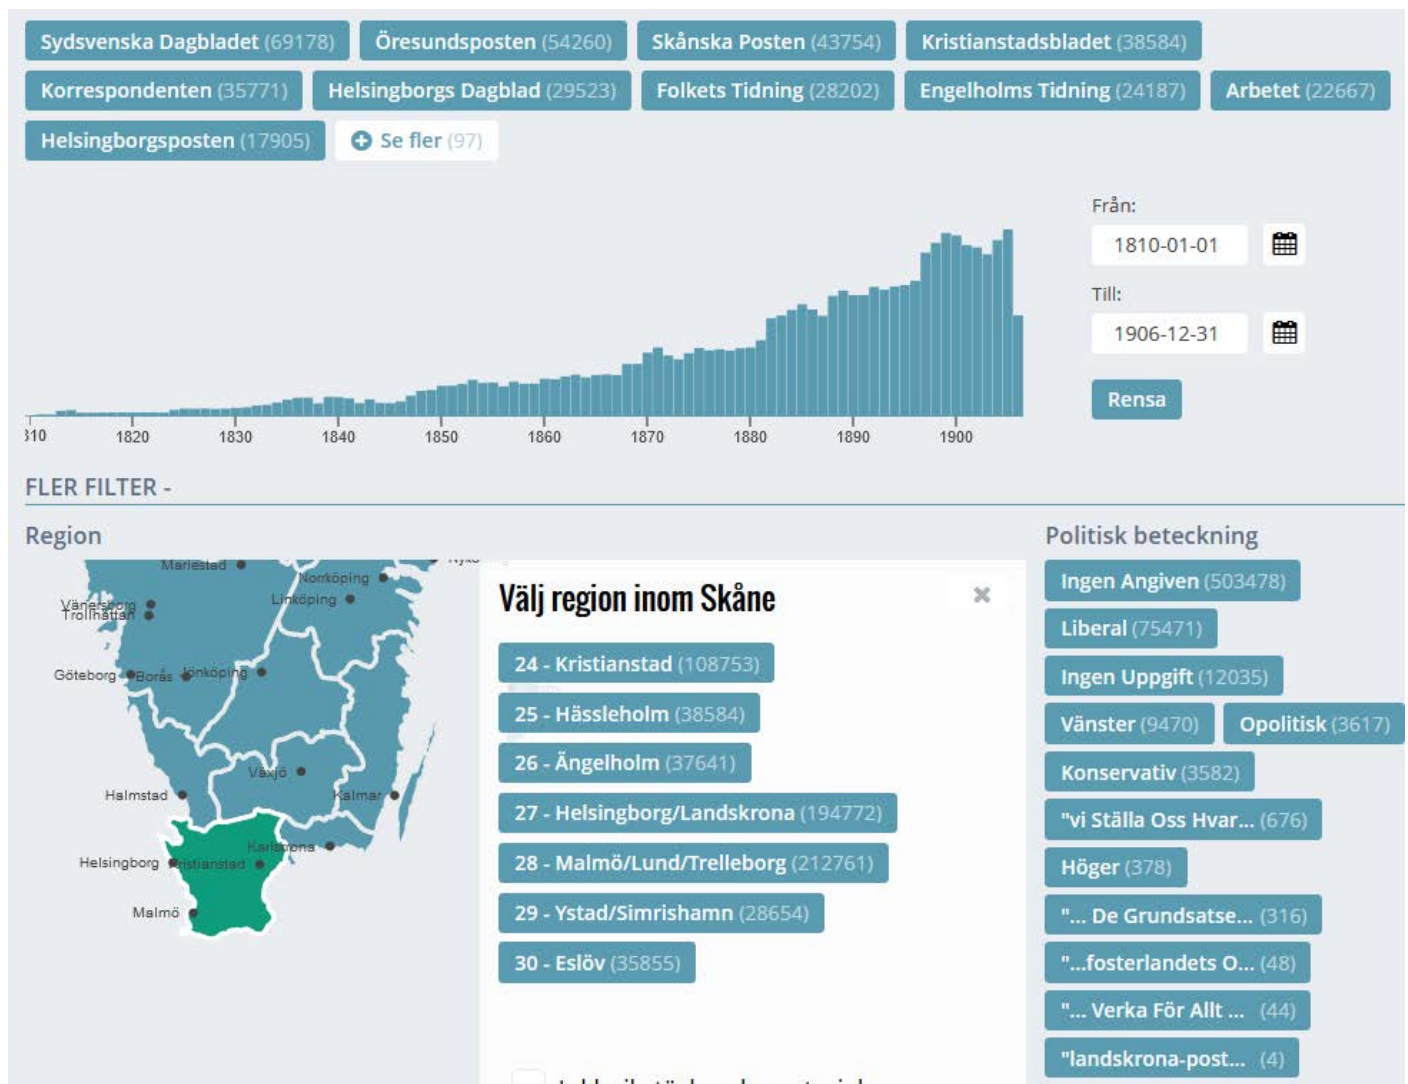 Sydsvenska Dagbladet (69178) Öresundsposten (54260) Skånska Posten (43754) Kristianstadsbladet (38584)
Korrespondenten (35771) Helsingborgs Dagblad (29523) Folkets Tidning (28202) Engelholms Tidning (24187) Arbetet (22667)
Helsingborgsposten (17905) Se fler (97)
Från:
1810-01-01
Till:
1906-12-31
Rensa
1820 1830 1840 1850 1860 1870 1880 1890 1900
FLER FILTER -
Region
Mariestad
Norrköping
Linköping
Vänersborg
Trollhättan
Göteborg
Borås
Jönköping
Växjö
Halmstad
Kalmar
Karlskrona
Helsingborg
Kristianstad
Malmö
Välj region inom Skåne
24 - Kristianstad (108753)
25 - Hässleholm (38584)
26 - Ängelholm (37641)
27 - Helsingborg/Landskrona (194772)
28 - Malmö/Lund/Trelleborg (212761)
29 - Ystad/Simrishamn (28654)
30 - Eslöv (35855)
Politisk beteckning
Ingen Angiven (503478)
Liberal (75471)
Ingen Uppgift (12035)
Vänster (9470) Opolitisk (3617)
Konservativ (3582)
"vi Ställa Oss Hvar... (676)
Höger (378)
"... De Grundsatse... (316)
"...fosterlandets O... (48)
"... Verka För Allt ... (44)
"landskrona-post... (4)